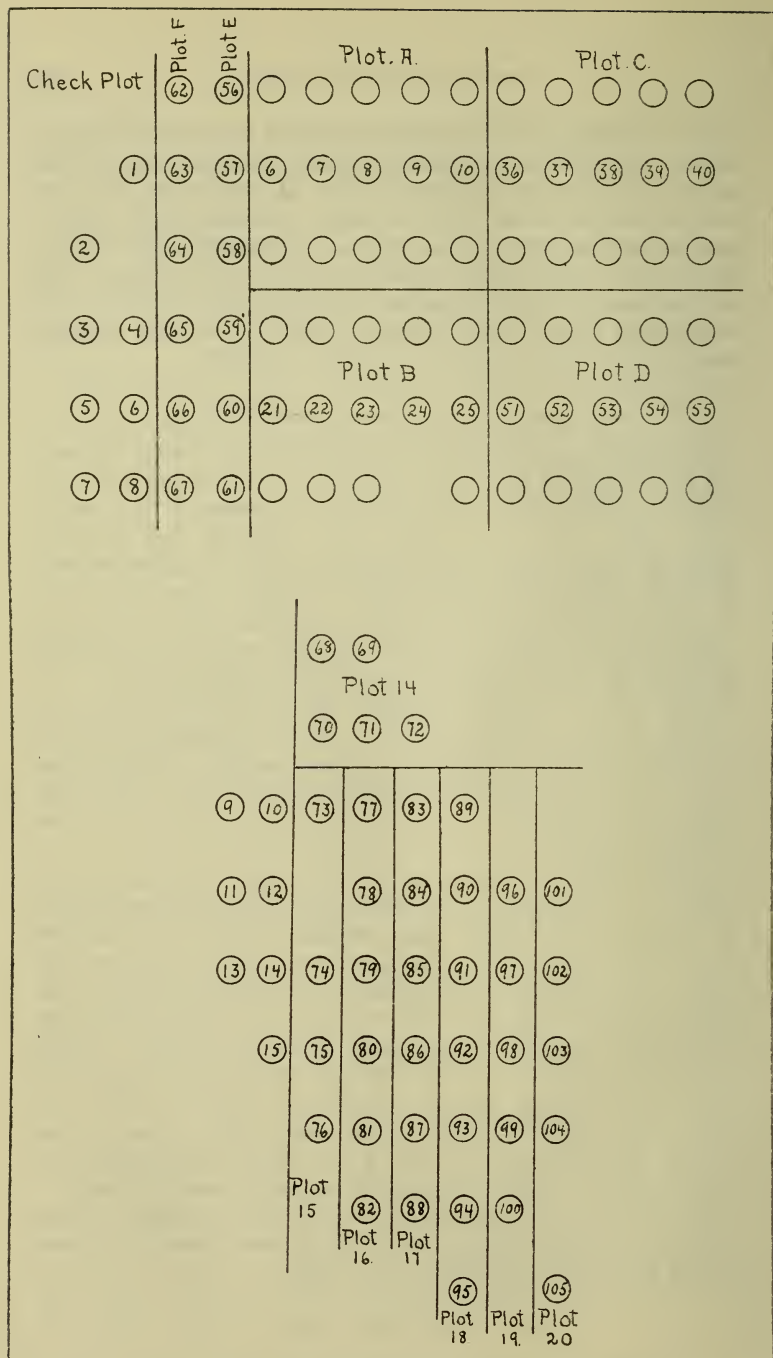 Plot. F
Plot E
Plot. A.
Plot. C.
Check Plot
62 56
1 63 57 6 7 8 9 10 36 37 38 39 40
2 64 58
3 4 65 59
Plot B
Plot D
5 6 66 60 21 22 23 24 25 51 52 53 54 55
7 8 67 61
68 69
Plot 14
70 71 72
9 10 73 77 83 89
11 12 78 84 90 96 101
13 14 74 79 85 91 97 102
15 75 80 86 92 98 103
76 81 87 93 99 104
Plot
15
82 88 94 100
Plot
16.
Plot
17
95 105
Plot
18
Plot
19.
Plot
20